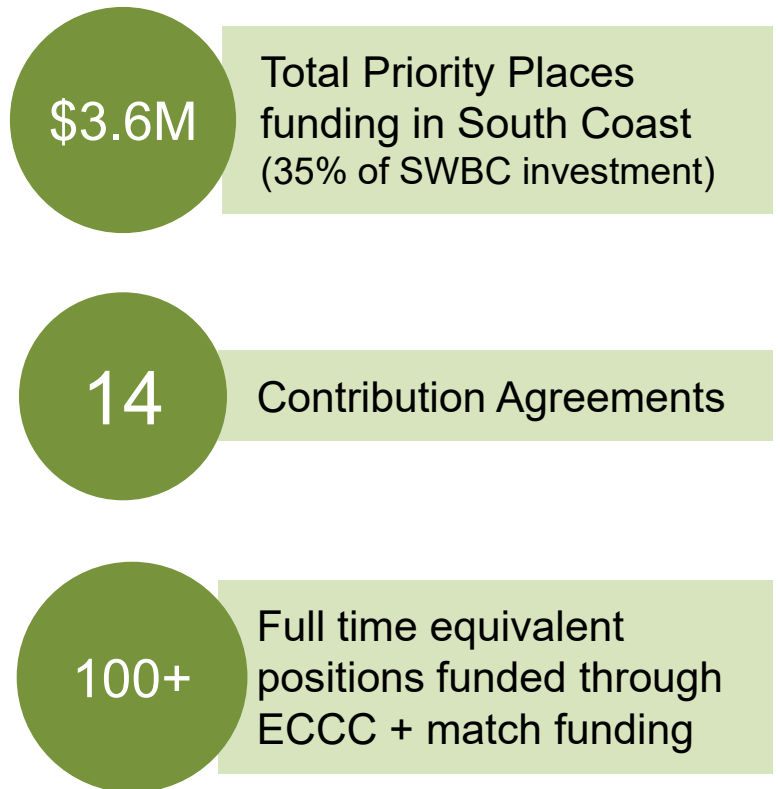 $3.6M
Total Priority Places
funding in South Coast
(35% of SWBC investment)
14
Contribution Agreements
100+
Full time equivalent
positions funded through
ECCC + match funding